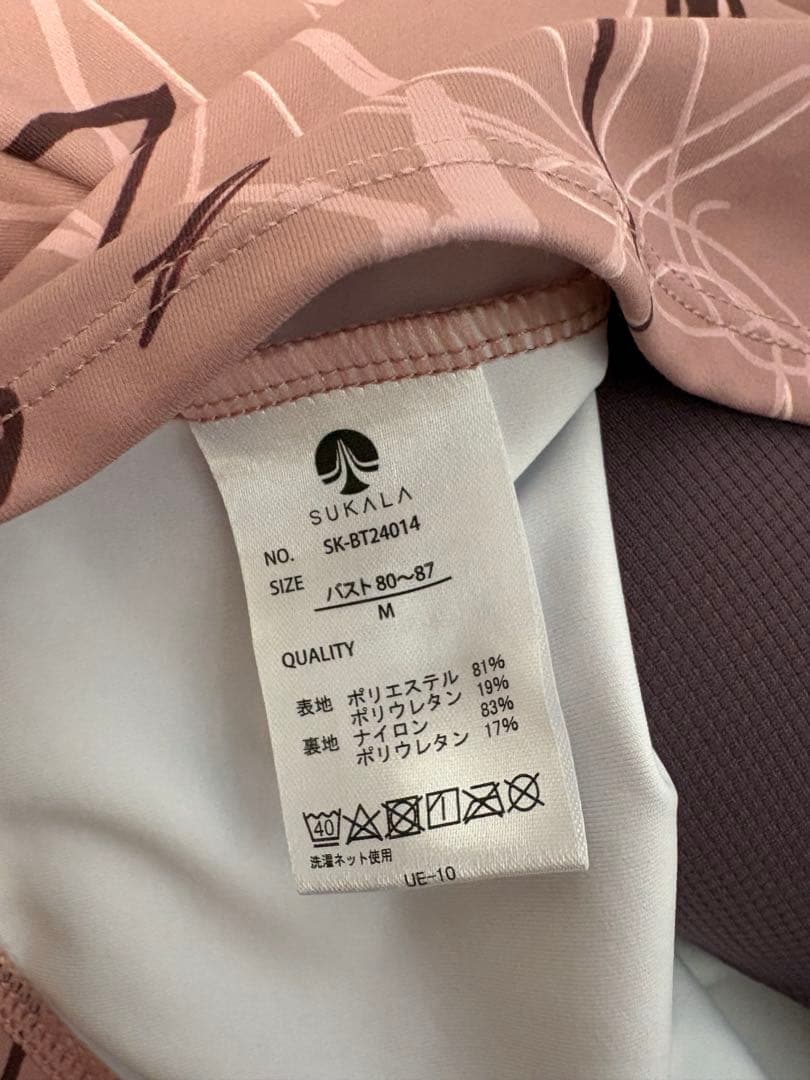 SUKALA
NO. SK-BT24014
SIZE バスト80〜87
M
QUALITY
表地 ポリエステル 81%
ポリウレタン 19%
裏地 ナイロン 83%
ポリウレタン 17%
40
洗濯ネット使用
UE-10